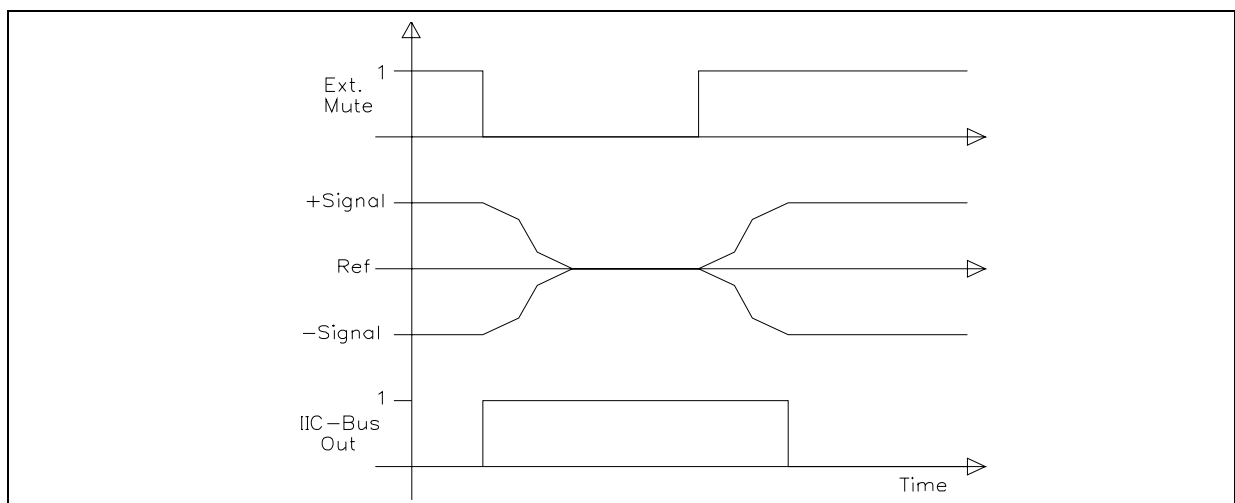 1
Ext.
Mute
+Signal
Ref
−Signal
1
IIC−Bus
Out
Time